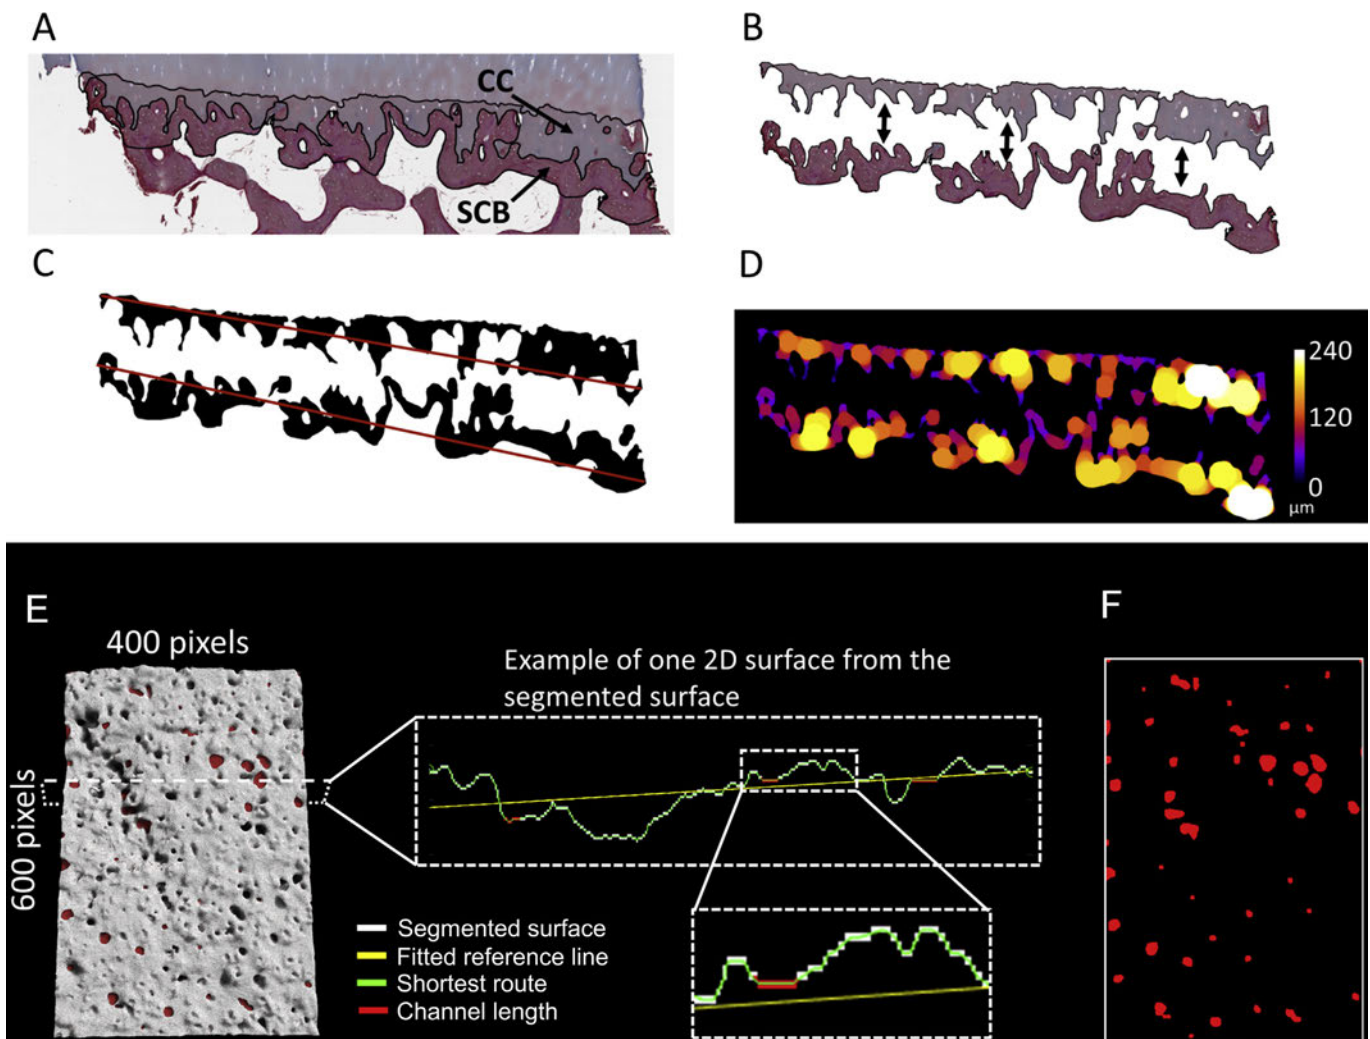 A
CC
SCB
B
C
D
240
120
0
µm
E
400 pixels
600 pixels
Example of one 2D surface from the
segmented surface
Segmented surface
Fitted reference line
Shortest route
Channel length
F